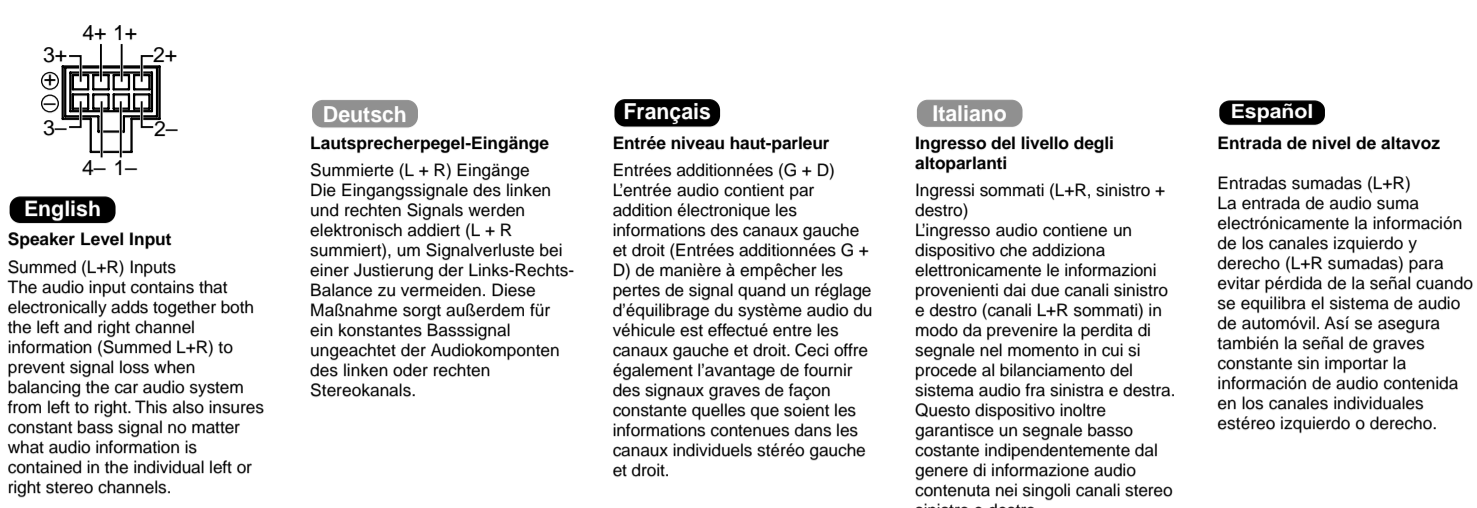 4+ 1+
3+ 2+
3– 2–
4– 1–
English
Speaker Level Input
Summed (L+R) Inputs
The audio input contains that
electronically adds together both
the left and right channel
information (Summed L+R) to
prevent signal loss when
balancing the car audio system
from left to right. This also insures
constant bass signal no matter
what audio information is
contained in the individual left or
right stereo channels.
Deutsch
Lautsprecherpegel-Eingänge
Summierte (L + R) Eingänge
Die Eingangssignale des linken
und rechten Signals werden
elektronisch addiert (L + R
summiert), um Signalverluste bei
einer Justierung der Links-Rechts-
Balance zu vermeiden. Diese
Maßnahme sorgt außerdem für
ein konstantes Basssignal
ungeachtet der Audiokomponten
des linken oder rechten
Stereokanals.
Français
Entrée niveau haut-parleur
Entrées additionnées (G + D)
L'entrée audio contient par
addition électronique les
informations des canaux gauche
et droit (Entrées additionnées G +
D) de manière à empêcher les
pertes de signal quand un réglage
d'équilibrage du système audio du
véhicule est effectué entre les
canaux gauche et droit. Ceci offre
également l'avantage de fournir
des signaux graves de façon
constante quelles que soient les
informations contenues dans les
canaux individuels stéréo gauche
et droit.
Italiano
Ingresso del livello degli
altoparlanti
Ingressi sommati (L+R, sinistro +
destro)
L'ingresso audio contiene un
dispositivo che addiziona
elettronicamente le informazioni
provenienti dai due canali sinistro
e destro (canali L+R sommati) in
modo da prevenire la perdita di
segnale nel momento in cui si
procede al bilanciamento del
sistema audio fra sinistra e destra.
Questo dispositivo inoltre
garantisce un segnale basso
costante indipendentemente dal
genere di informazione audio
contenuta nei singoli canali stereo
Español
Entrada de nivel de altavoz
Entradas sumadas (L+R)
La entrada de audio suma
electrónicamente la información
de los canales izquierdo y
derecho (L+R sumadas) para
evitar pérdida de la señal cuando
se equilibra el sistema de audio
de automóvil. Así se asegura
también la señal de graves
constante sin importar la
información de audio contenida
en los canales individuales
estéreo izquierdo o derecho.